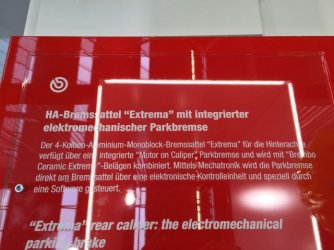 HA-Bremssattel “Extrema” mit integrierter
elektromechanischer Parkbremse
Der 4-Kolben-Aluminium-Monoblock-Bremssattel “Extrema” für die Hinterachse
verfügt über eine integrierte “Motor on Caliper” Parkbremse und wird mit “Brembo
Ceramic Extrema”-Belägen kombiniert. Mittels Mechatronik wird die Parkbremse
direkt am Bremssattel über eine elektronische Kontrolleinheit und speziell durch
eine Software gesteuert.
“Extrema” rear caliper: the electromechanical
parking brake